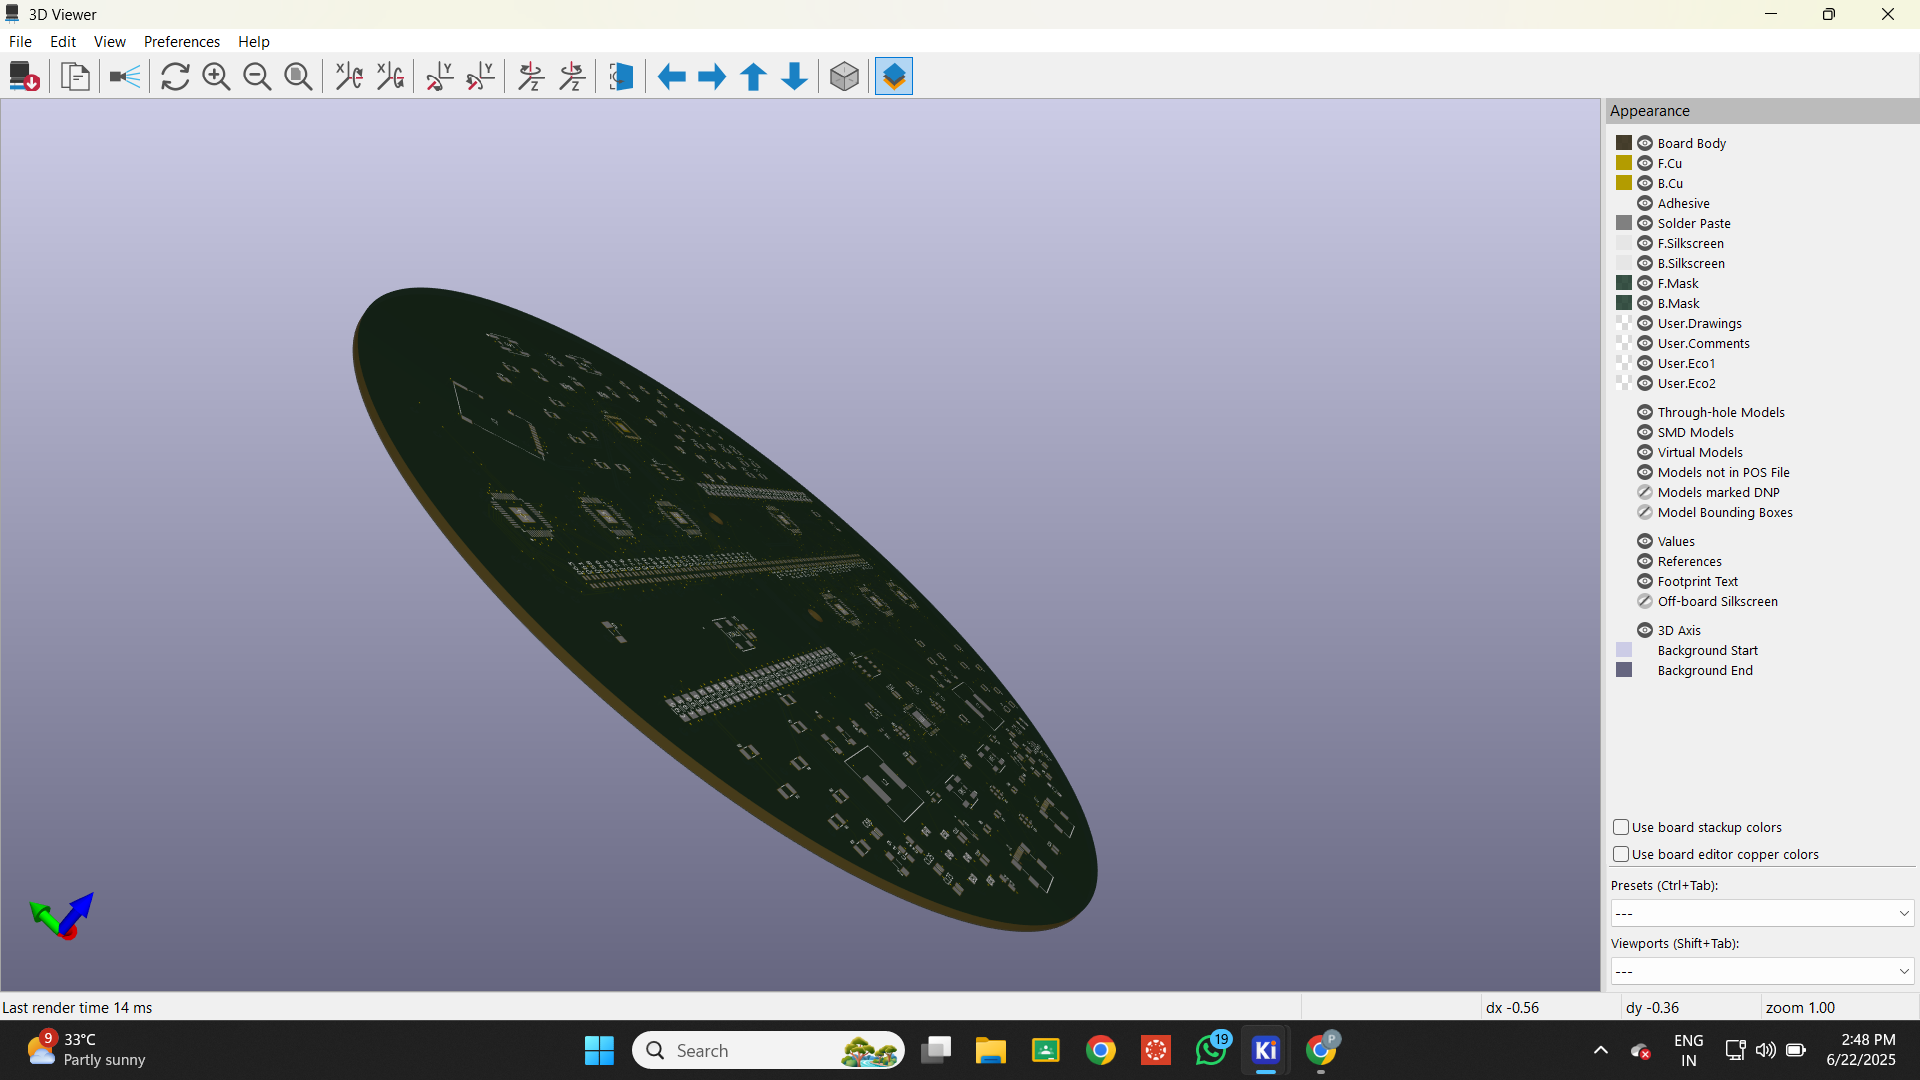 3D Viewer
File Edit View Preferences Help
Appearance
Board Body
F.Cu
B.Cu
Adhesive
Solder Paste
F.Silkscreen
B.Silkscreen
F.Mask
B.Mask
User.Drawings
User.Comments
User.Eco1
User.Eco2
Through-hole Models
SMD Models
Virtual Models
Models not in POS File
Models marked DNP
Model Bounding Boxes
Values
References
Footprint Text
Off-board Silkscreen
3D Axis
Background Start
Background End
Use board stackup colors
Use board editor copper colors
Presets (Ctrl+Tab):
---
Viewports (Shift+Tab):
---
Last render time 14 ms
dx -0.56
dy -0.36
zoom 1.00
9
33°C
Partly sunny
Search
19
Ki
P
ENG
IN
2:48 PM
6/22/2025